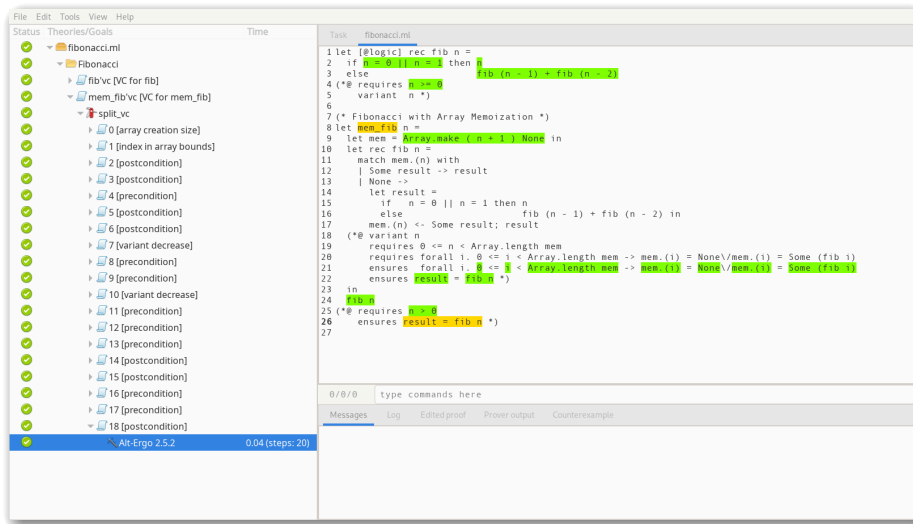 File Edit Tools View Help
Status Theories/Goals Time
fibonacci.ml
Fibonacci
fib'vc [VC for fib]
mem_fib'vc [VC for mem_fib]
split_vc
0 [array creation size]
1 [index in array bounds]
2 [postcondition]
3 [postcondition]
4 [precondition]
5 [postcondition]
6 [postcondition]
7 [variant decrease]
8 [precondition]
9 [precondition]
10 [variant decrease]
11 [precondition]
12 [precondition]
13 [precondition]
14 [postcondition]
15 [postcondition]
16 [precondition]
17 [precondition]
18 [postcondition]
Alt-Ergo 2.5.2 0.04 (steps: 20)
Task fibonacci.ml
1 let [@logic] rec fib n =
2 if n = 0 || n = 1 then n
3 else fib (n - 1) + fib (n - 2)
4 (*@ requires n >= 0
5 variant n *)
6
7 (* Fibonacci with Array Memoization *)
8 let mem_fib n =
9 let mem = Array.make ( n + 1 ) None in
10 let rec fib n =
11 match mem.(n) with
12 | Some result -> result
13 | None ->
14 let result =
15 if n = 0 || n = 1 then n
16 else fib (n - 1) + fib (n - 2) in
17 mem.(n) <- Some result; result
18 (*@ variant n
19 requires 0 <= n < Array.length mem
20 requires forall i. 0 <= i < Array.length mem -> mem.(i) = None\/mem.(i) = Some (fib i)
21 ensures forall i. 0 <= i < Array.length mem -> mem.(i) = None\/mem.(i) = Some (fib i)
22 ensures result = fib n *)
23 in
24 fib n
25 (*@ requires n > 0
26 ensures result = fib n *)
27
0/0/0 type commands here
Messages Log Edited proof Prover output Counterexample